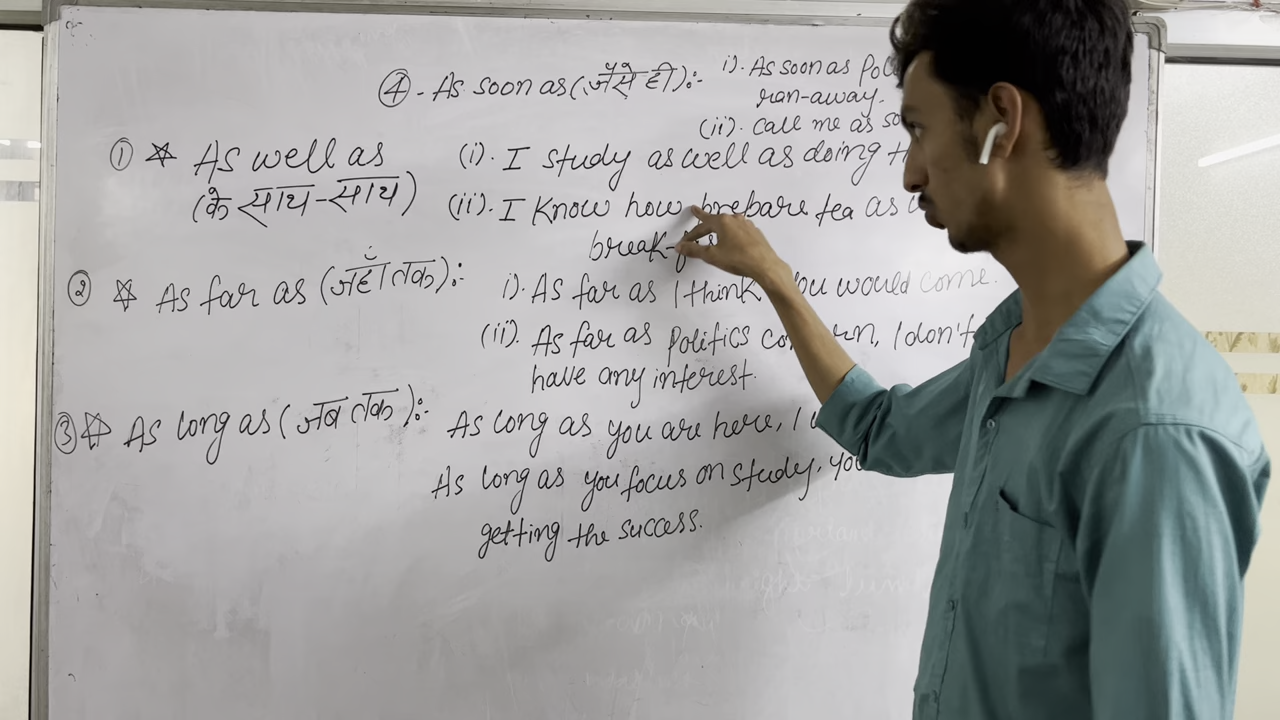 ④ - As soon as (जैसे ही):-
i). As soon as
ran-away.
(ii). call me as
① ☆ As well as
(के साथ-साथ)
(i). I study as well as doing
(ii). I know how prepare tea as
break-
② ☆ As far as (जहाँ तक):-
i). As far as I think you would come.
(ii). As far as politics concern, I don't
have any interest.
③ ☆ As long as (जब तक):-
As long as you are here, I
As long as you focus on study, you
getting the success.